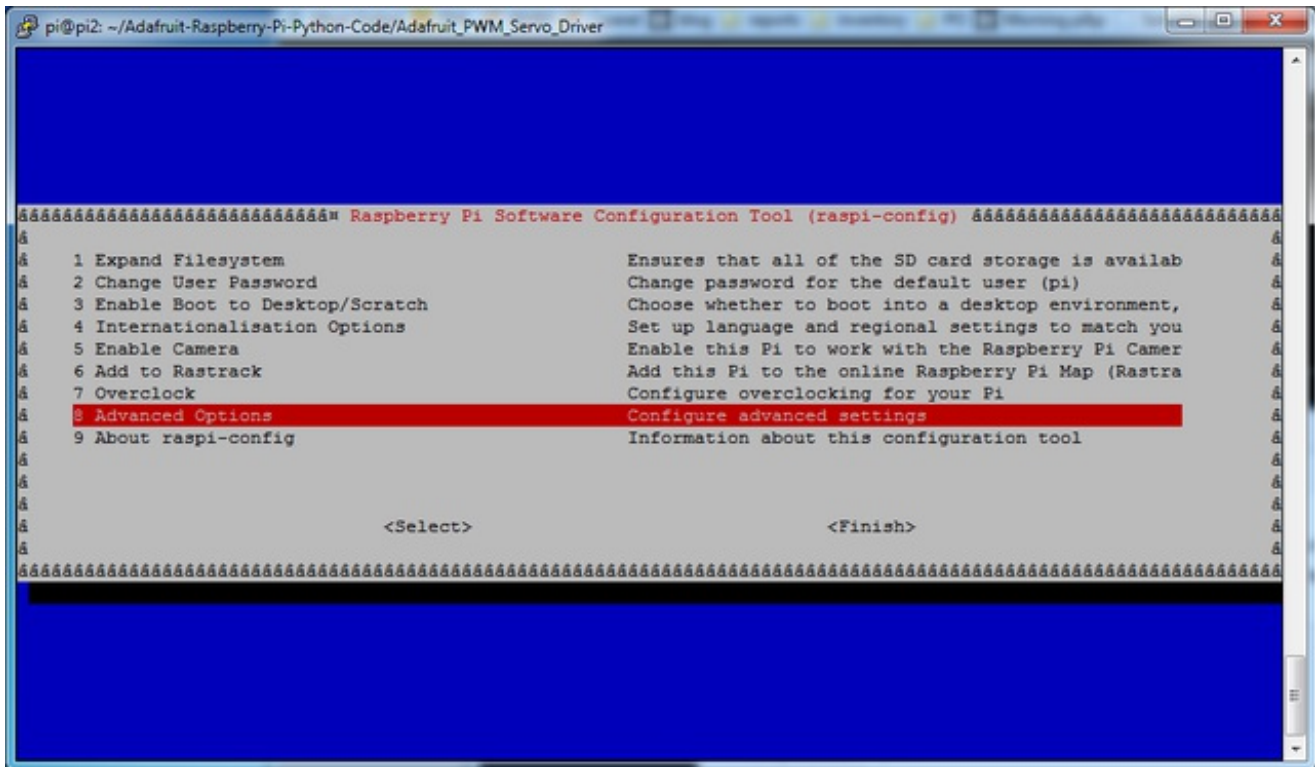 pi@pi2: ~/Adafruit-Raspberry-Pi-Python-Code/Adafruit_PWM_Servo_Driver
Raspberry Pi Software Configuration Tool (raspi-config)
1 Expand Filesystem Ensures that all of the SD card storage is availab
2 Change User Password Change password for the default user (pi)
3 Enable Boot to Desktop/Scratch Choose whether to boot into a desktop environment,
4 Internationalisation Options Set up language and regional settings to match you
5 Enable Camera Enable this Pi to work with the Raspberry Pi Camer
6 Add to Rastrack Add this Pi to the online Raspberry Pi Map (Rastra
7 Overclock Configure overclocking for your Pi
8 Advanced Options Configure advanced settings
9 About raspi-config Information about this configuration tool
<Select> <Finish>